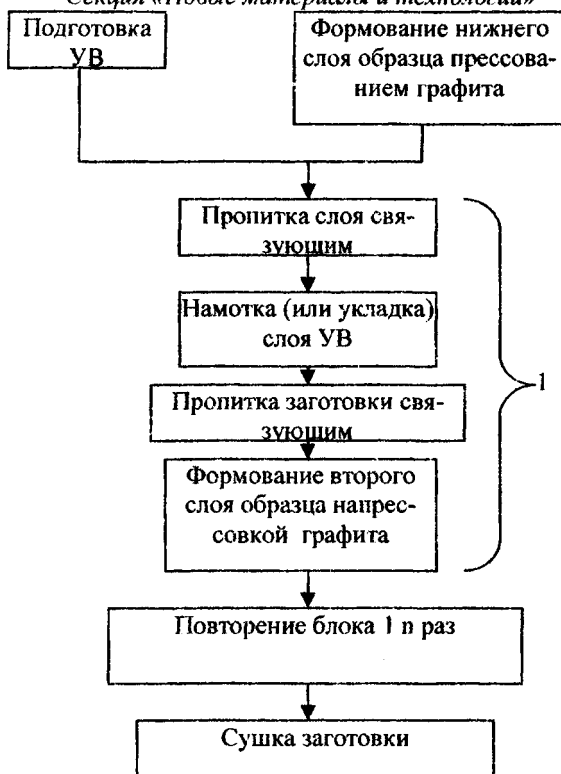 Секция «Новые материалы и технологии»
Подготовка
УВ
Формование нижнего
слоя образца прессова-
нием графита
Пропитка слоя свя-
зующим
Намотка (или укладка)
слоя УВ
Пропитка заготовки свя-
зующим
Формование второго
слоя образца напрес-
совкой графита
1
Повторение блока 1 n раз
Сушка заготовки